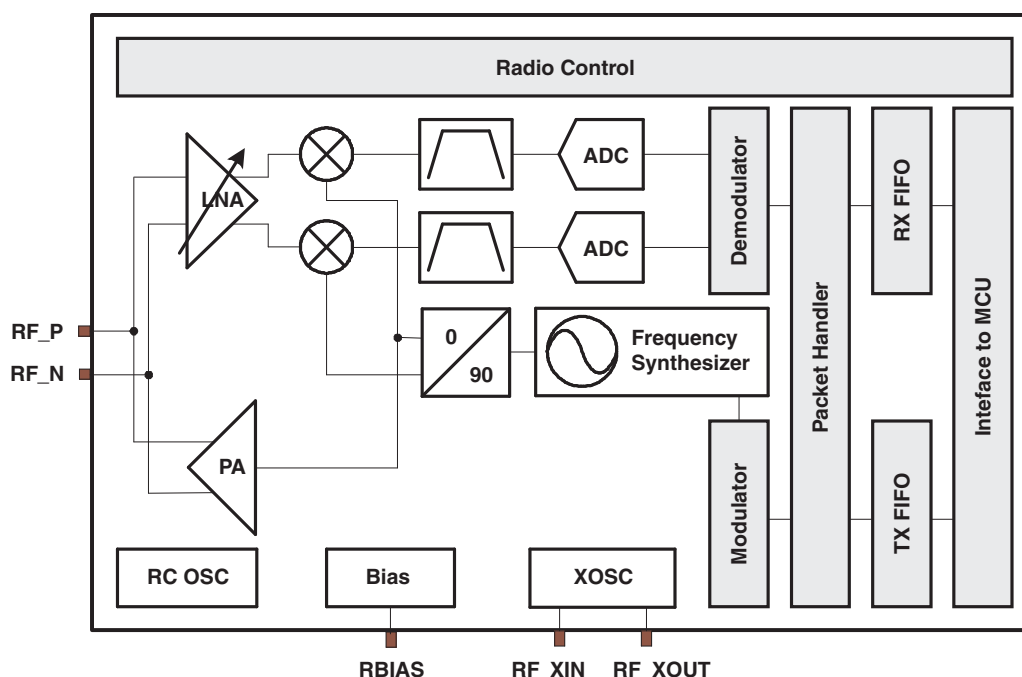 Radio Control
LNA
ADC
ADC
Demodulator
Packet Handler
RX FIFO
Inteface to MCU
RF_P
RF_N
0
90
Frequency
Synthesizer
PA
Modulator
TX FIFO
RC OSC
Bias
XOSC
RBIAS
RF_XIN
RF_XOUT